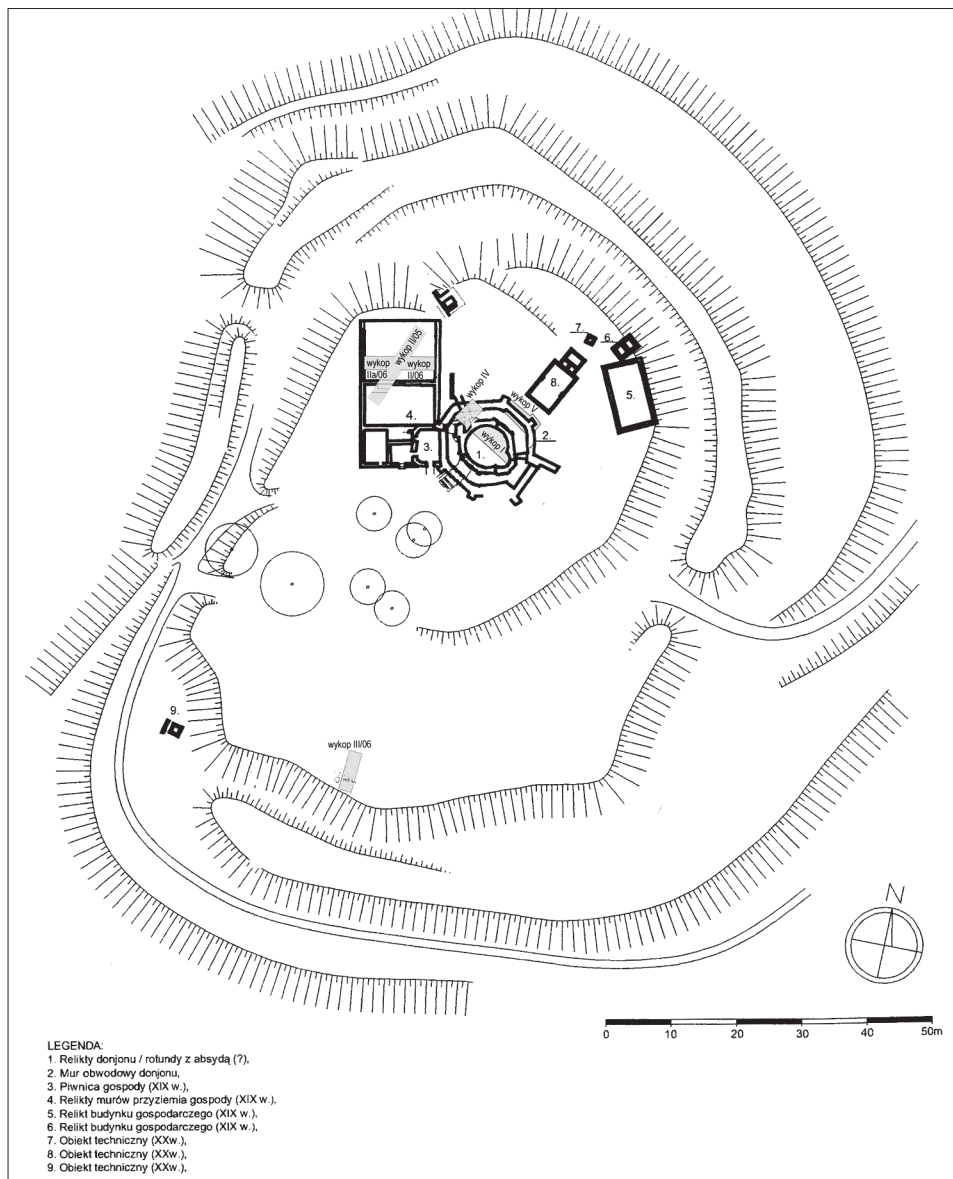 wykop II/05
wykop
IIa/06
wykop
II/06
4.
3.
wykop IV
wykop V
wykop I
1.
2.
7.
6.
8.
5.
9.
wykop III/06
N
0 10 20 30 40 50m
LEGENDA:
1. Relikty donjonu / rotundy z absydą (?),
2. Mur obwodowy donjonu,
3. Piwnica gospody (XIX w.),
4. Relikty murów przyziemia gospody (XIX w.),
5. Relikt budynku gospodarczego (XIX w.),
6. Relikt budynku gospodarczego (XIX w.),
7. Obiekt techniczny (XXw.),
8. Obiekt techniczny (XXw.),
9. Obiekt techniczny (XXw.),